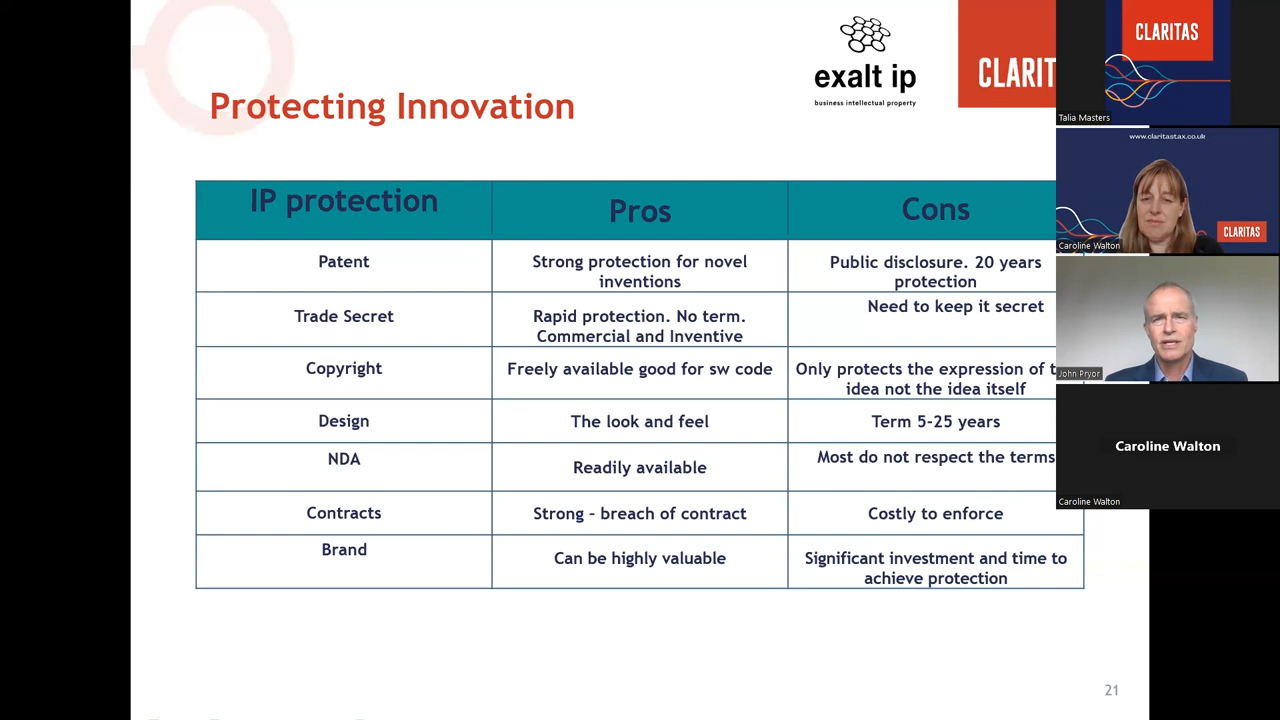 exalt ip
business intellectual property
CLARIT
Protecting Innovation
IP protection
Pros
Cons
Patent
Strong protection for novel
inventions
Public disclosure. 20 years
protection
Trade Secret
Rapid protection. No term.
Commercial and Inventive
Need to keep it secret
Copyright
Freely available good for sw code
Only protects the expression of
idea not the idea itself
Design
The look and feel
Term 5-25 years
NDA
Readily available
Most do not respect the terms
Contracts
Strong – breach of contract
Costly to enforce
Brand
Can be highly valuable
Significant investment and time to
achieve protection
21
CLARITAS
Talia Masters
www.claritastax.co.uk
CLARITAS
Caroline Walton
John Pryor
Caroline Walton
Caroline Walton